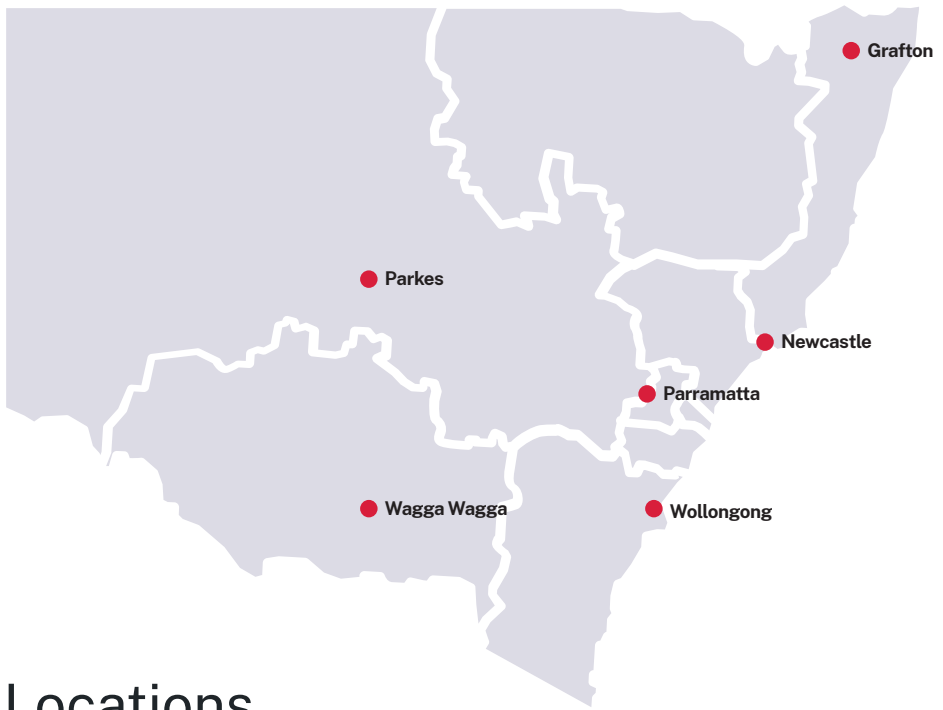 Grafton
Parkes
Newcastle
Parramatta
Wagga Wagga
Wollongong
Locations